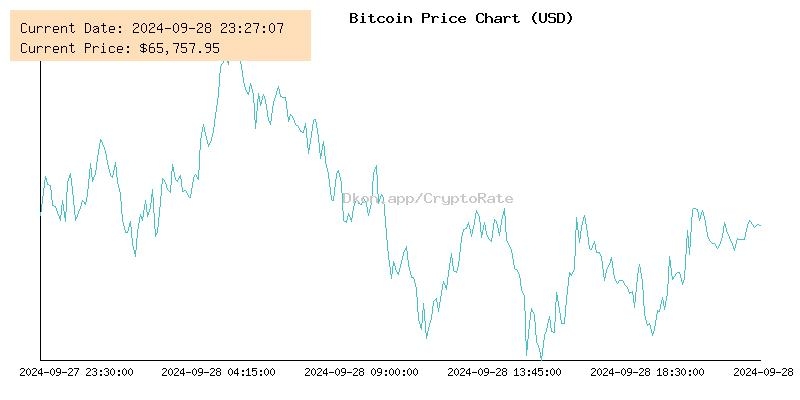 Bitcoin Price Chart (USD)
Current Date: 2024-09-28 23:27:07
Current Price: $65,757.95
Dkon.app/CryptoRate
2024-09-27 23:30:00 2024-09-28 04:15:00 2024-09-28 09:00:00 2024-09-28 13:45:00 2024-09-28 18:30:00 2024-09-28